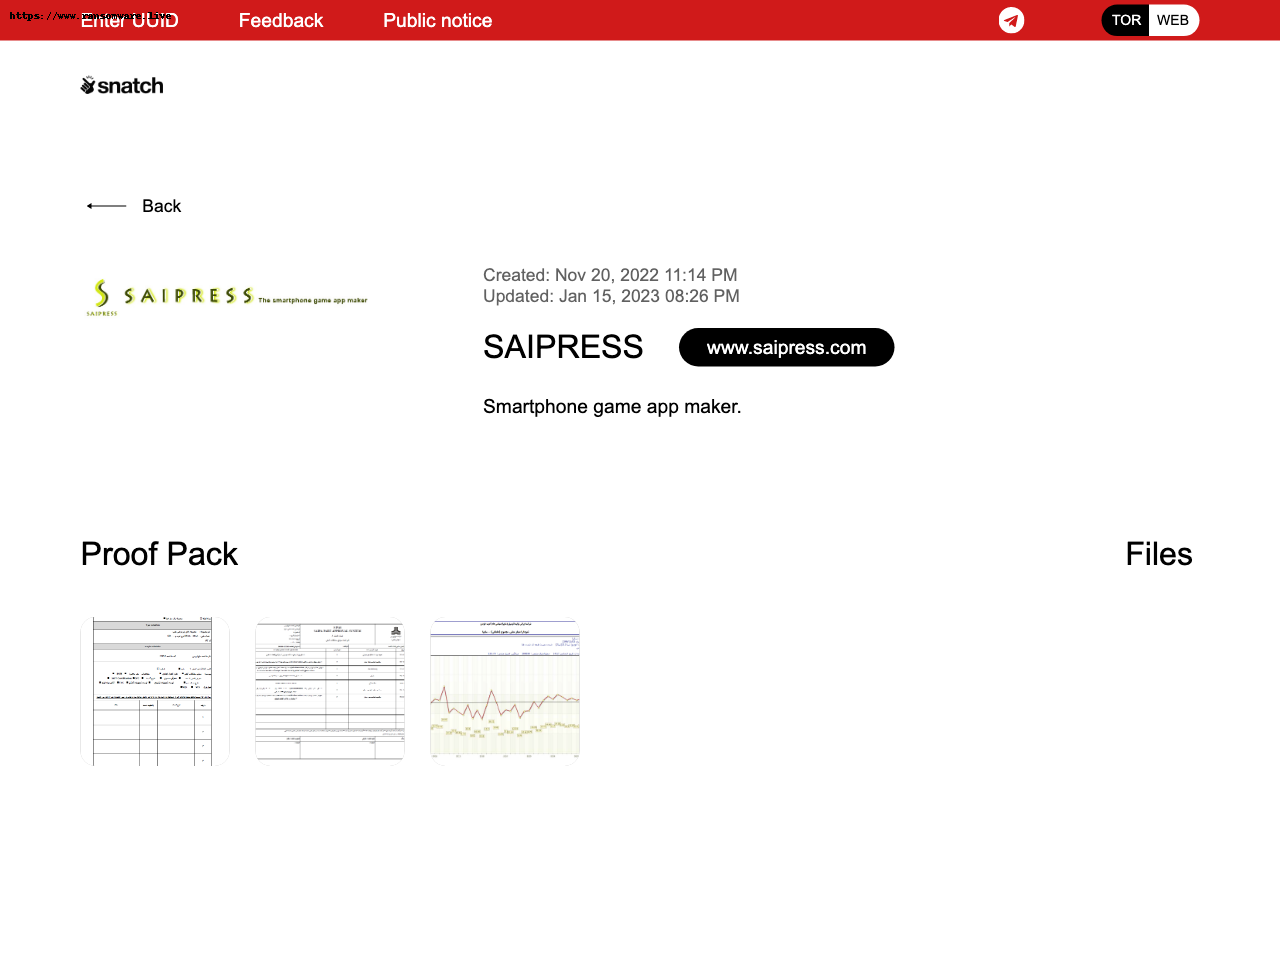 https://www.ransomware.live
Enter UUID
Feedback
Public notice
TOR
WEB
snatch
Back
SAIPRESS The smartphone game app maker
SAIPRESS
Created: Nov 20, 2022 11:14 PM
Updated: Jan 15, 2023 08:26 PM
SAIPRESS
www.saipress.com
Smartphone game app maker.
Proof Pack
Files